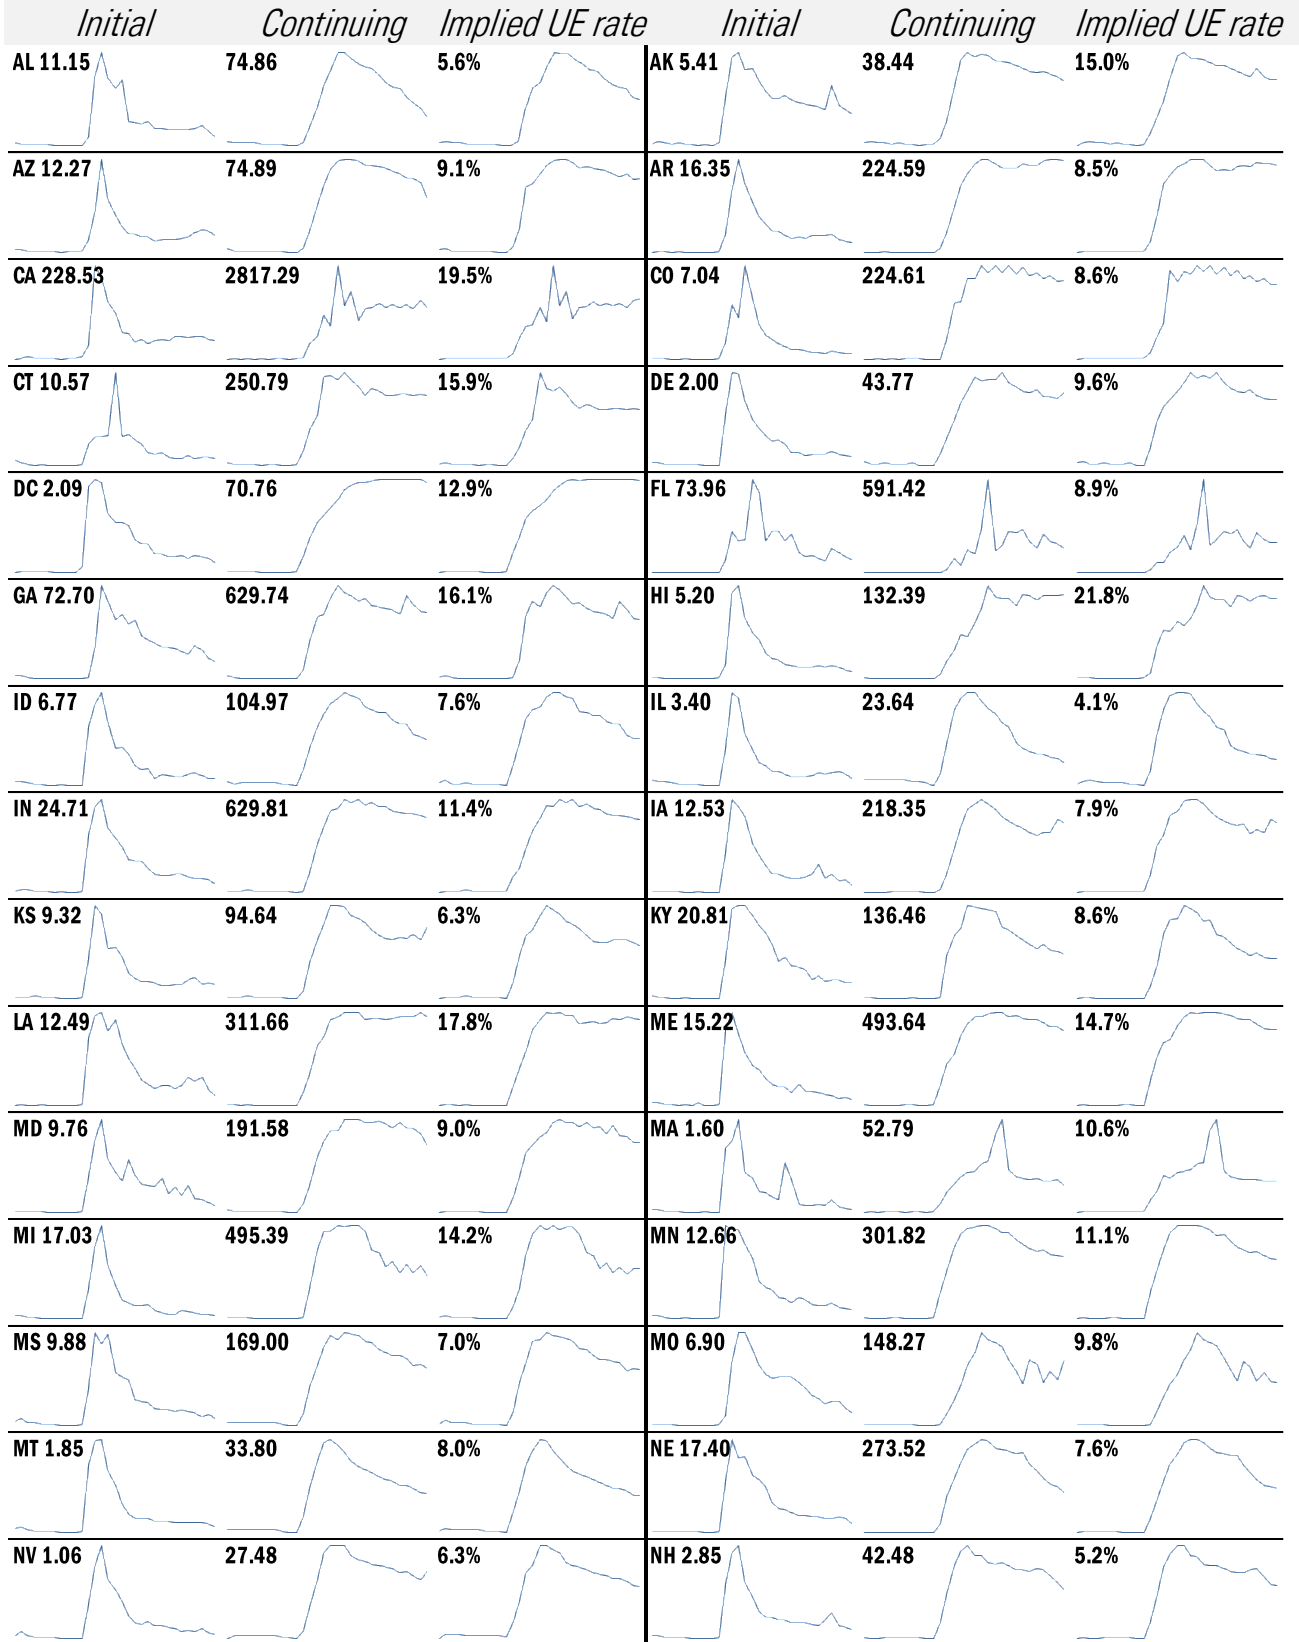 Initial Continuing Implied UE rate Initial Continuing Implied UE rate
AL 11.15 74.86 5.6% AK 5.41 38.44 15.0%
AZ 12.27 74.89 9.1% AR 16.35 224.59 8.5%
CA 228.53 2817.29 19.5% CO 7.04 224.61 8.6%
CT 10.57 250.79 15.9% DE 2.00 43.77 9.6%
DC 2.09 70.76 12.9% FL 73.96 591.42 8.9%
GA 72.70 629.74 16.1% HI 5.20 132.39 21.8%
ID 6.77 104.97 7.6% IL 3.40 23.64 4.1%
IN 24.71 629.81 11.4% IA 12.53 218.35 7.9%
KS 9.32 94.64 6.3% KY 20.81 136.46 8.6%
LA 12.49 311.66 17.8% ME 15.22 493.64 14.7%
MD 9.76 191.58 9.0% MA 1.60 52.79 10.6%
MI 17.03 495.39 14.2% MN 12.66 301.82 11.1%
MS 9.88 169.00 7.0% MO 6.90 148.27 9.8%
MT 1.85 33.80 8.0% NE 17.40 273.52 7.6%
NV 1.06 27.48 6.3% NH 2.85 42.48 5.2%